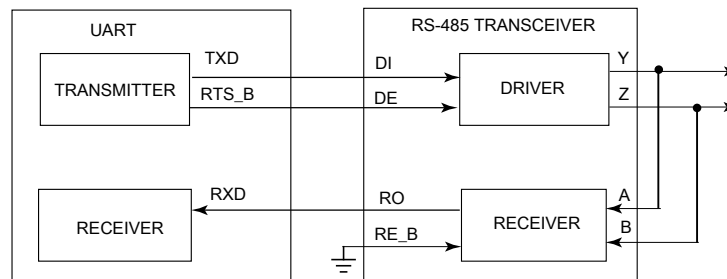 UART
RS-485 TRANSCEIVER
TXD
DI
Y
TRANSMITTER
DRIVER
RTS_B
DE
Z
RXD
RO
A
RECEIVER
RECEIVER
RE_B
B